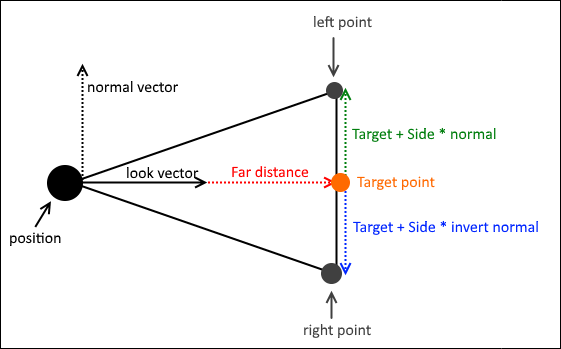 left point
normal vector
Target + Side * normal
look vector
Far distance
Target point
position
Target + Side * invert normal
right point